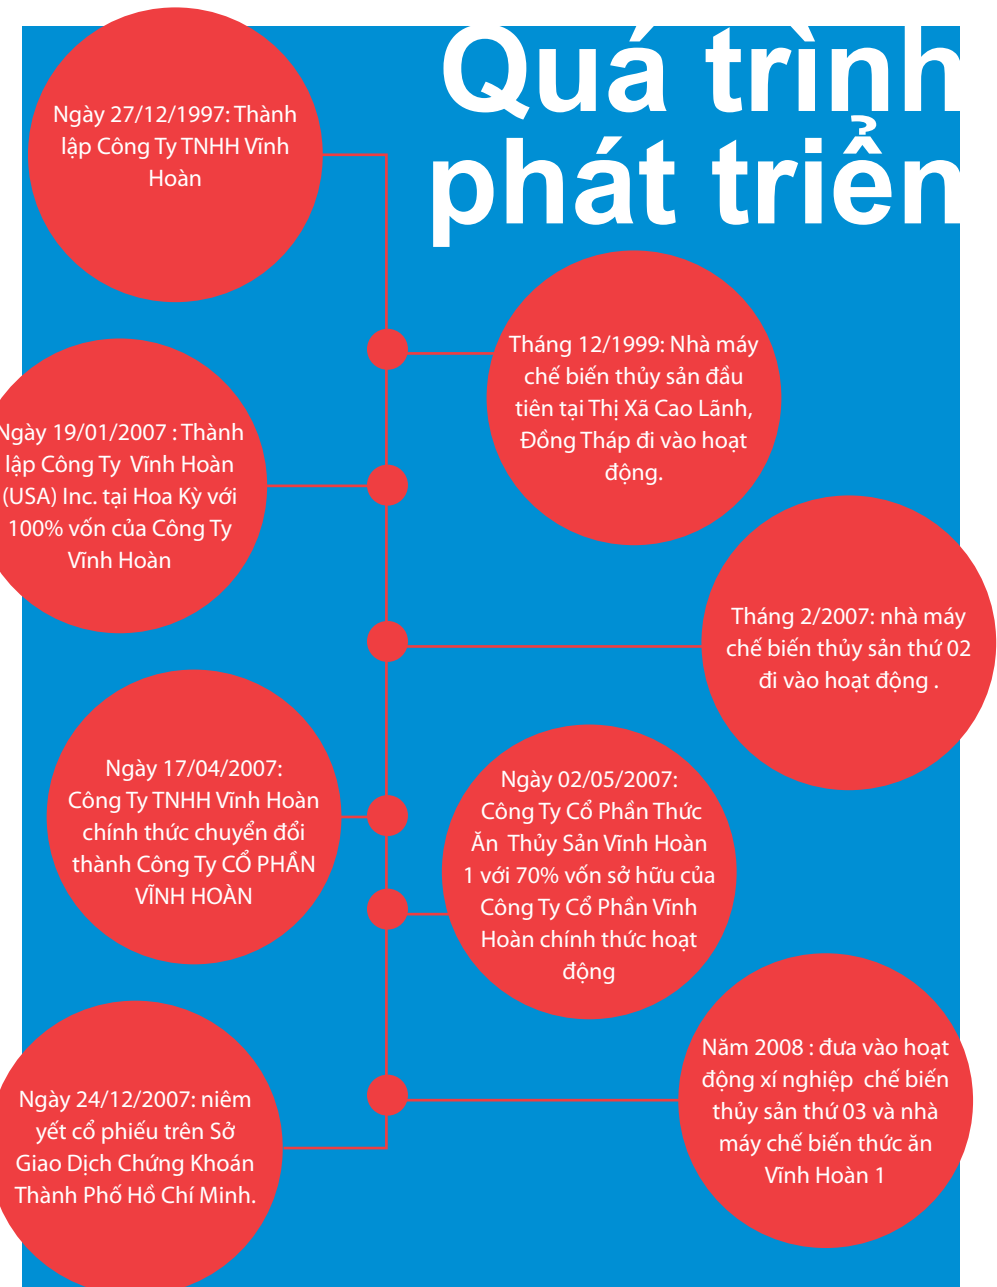 Quá trình
phát triển
Ngày 27/12/1997: Thành
lập Công Ty TNHH Vĩnh
Hoàn
Tháng 12/1999: Nhà máy
chế biến thủy sản đầu
tiên tại Thị Xã Cao Lãnh,
Đồng Tháp đi vào hoạt
động.
Ngày 19/01/2007 : Thành
lập Công Ty Vĩnh Hoàn
(USA) Inc. tại Hoa Kỳ với
100% vốn của Công Ty
Vĩnh Hoàn
Tháng 2/2007: nhà máy
chế biến thủy sản thứ 02
đi vào hoạt động .
Ngày 17/04/2007:
Công Ty TNHH Vĩnh Hoàn
chính thức chuyển đổi
thành Công Ty CỔ PHẦN
VĨNH HOÀN
Ngày 02/05/2007:
Công Ty Cổ Phần Thức
Ăn Thủy Sản Vĩnh Hoàn
1 với 70% vốn sở hữu của
Công Ty Cổ Phần Vĩnh
Hoàn chính thức hoạt
động
Ngày 24/12/2007: niêm
yết cổ phiếu trên Sở
Giao Dịch Chứng Khoán
Thành Phố Hồ Chí Minh.
Năm 2008 : đưa vào hoạt
động xí nghiệp chế biến
thủy sản thứ 03 và nhà
máy chế biến thức ăn
Vĩnh Hoàn 1